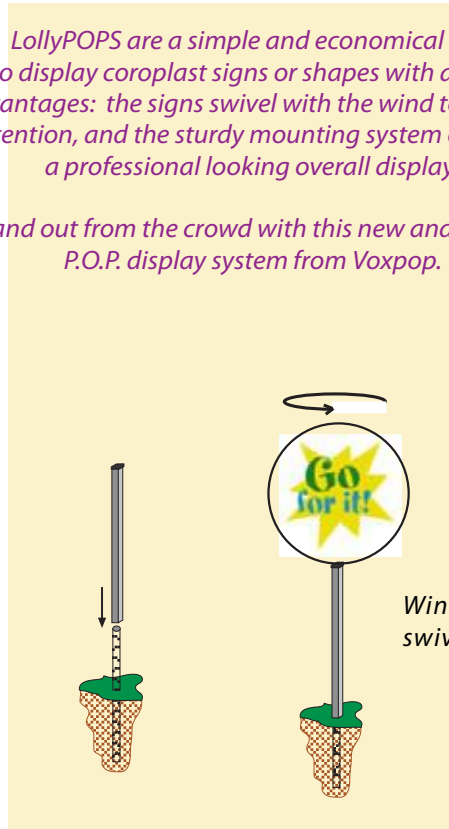 LollyPOPS are a simple and economical
o display coroplast signs or shapes with
antages: the signs swivel with the wind t
ention, and the sturdy mounting system
a professional looking overall display
and out from the crowd with this new and
P.O.P. display system from Voxpop.
Go
for it!
Win
swiv